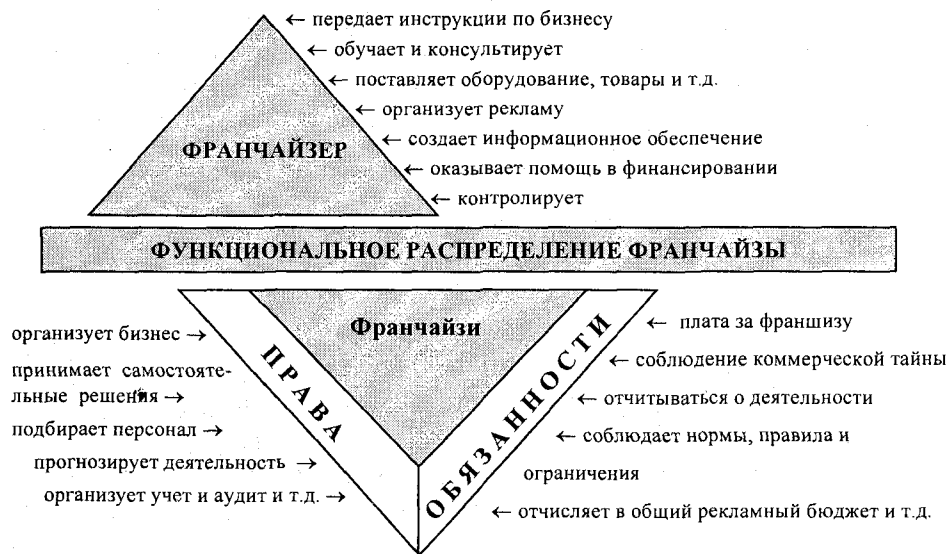 ← передает инструкции по бизнесу
← обучает и консультирует
← поставляет оборудование, товары и т.д.
← организует рекламу
← создает информационное обеспечение
ФРАНЧАЙЗЕР
← оказывает помощь в финансировании
← контролирует
ФУНКЦИОНАЛЬНОЕ РАСПРЕДЕЛЕНИЕ ФРАНЧАЙЗЫ
Франчайзи
ПРАВА
организует бизнес →
принимает самостояте-
льные решения →
подбирает персонал →
прогнозирует деятельность →
организует учет и аудит и т.д. →
ОБЯЗАННОСТИ
← плата за франшизу
← соблюдение коммерческой тайны
← отчитываться о деятельности
← соблюдает нормы, правила и
ограничения
← отчисляет в общий рекламный бюджет и т.д.